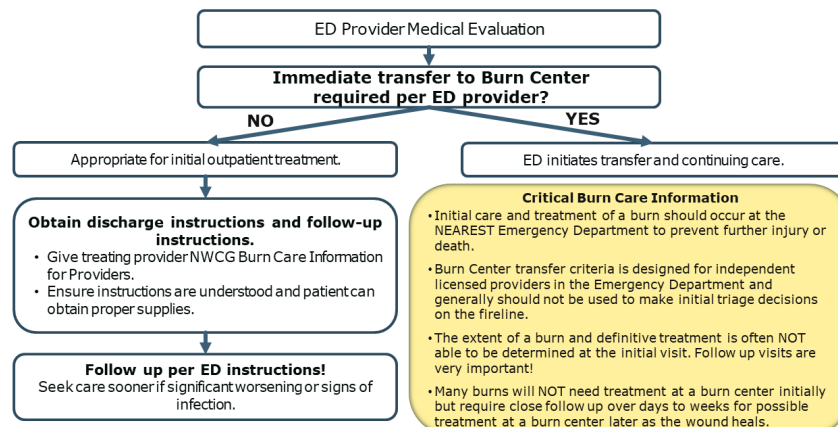 ED Provider Medical Evaluation
Immediate transfer to Burn Center
required per ED provider?
NO
YES
Appropriate for initial outpatient treatment.
ED initiates transfer and continuing care.
Obtain discharge instructions and follow-up
instructions.
• Give treating provider NWCG Burn Care Information
for Providers.
• Ensure instructions are understood and patient can
obtain proper supplies.
Follow up per ED instructions!
Seek care sooner if significant worsening or signs of
infection.
Critical Burn Care Information
• Initial care and treatment of a burn should occur at the
NEAREST Emergency Department to prevent further injury or
death.
• Burn Center transfer criteria is designed for independent
licensed providers in the Emergency Department and
generally should not be used to make initial triage decisions
on the fireline.
• The extent of a burn and definitive treatment is often NOT
able to be determined at the initial visit. Follow up visits are
very important!
• Many burns will NOT need treatment at a burn center initially
but require close follow up over days to weeks for possible
treatment at a burn center later as the wound heals.